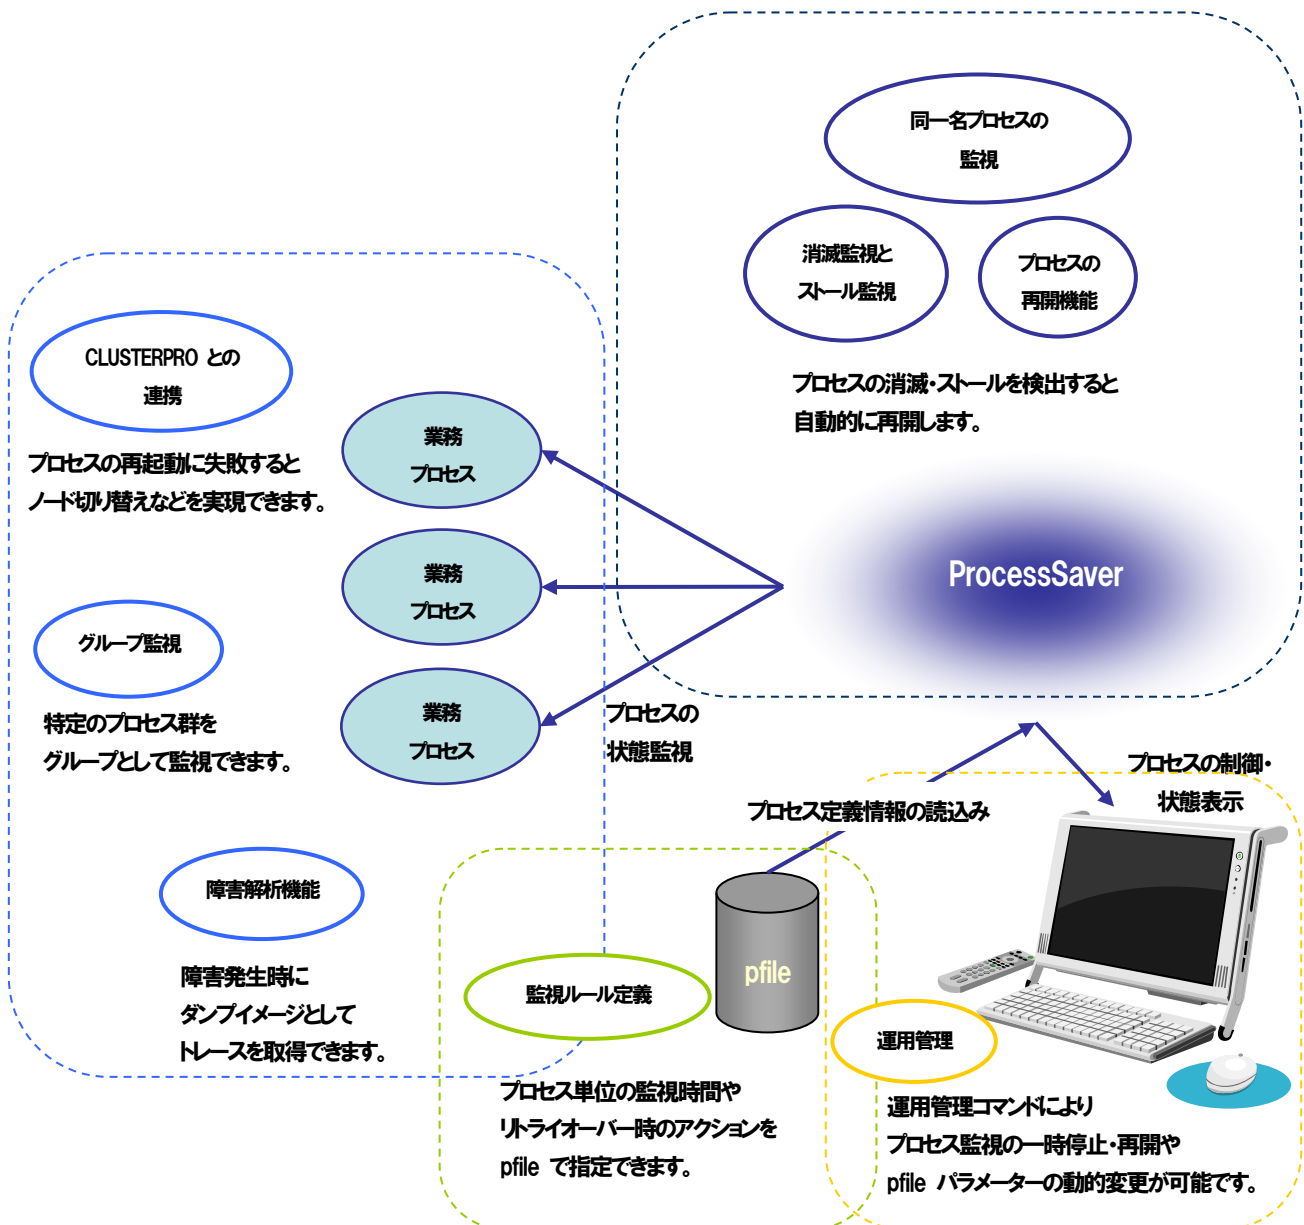 同一名プロセスの
監視
消滅監視と
ストール監視
プロセスの
再開機能
プロセスの消滅・ストールを検出すると
自動的に再開します。
CLUSTERPRO との
連携
プロセスの再起動に失敗すると
ノード切り替えなどを実現できます。
業務
プロセス
業務
プロセス
業務
プロセス
ProcessSaver
グループ監視
特定のプロセス群を
グループとして監視できます。
プロセスの
状態監視
プロセスの制御・
状態表示
プロセス定義情報の読込み
障害解析機能
障害発生時に
ダンプイメージとして
トレースを取得できます。
pfile
監視ルール定義
プロセス単位の監視時間や
リトライオーバー時のアクションを
pfile で指定できます。
運用管理
運用管理コマンドにより
プロセス監視の一時停止・再開や
pfile パラメーターの動的変更が可能です。